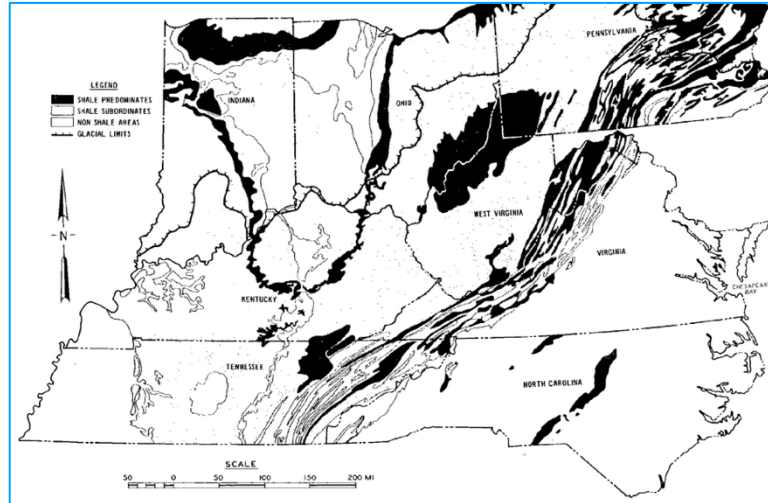 PENNSYLVANIA
LEGEND
SHALE PREDOMINATES
SHALE SUBORDINATES
NON SHALE AREAS
GLACIAL LIMITS
INDIANA
OHIO
-N-
WEST VIRGINIA
VIRGINIA
CHESAPEAKE
BAY
KENTUCKY
TENNESSEE
NORTH CAROLINA
SCALE
50 0 50 100 150 200 MI